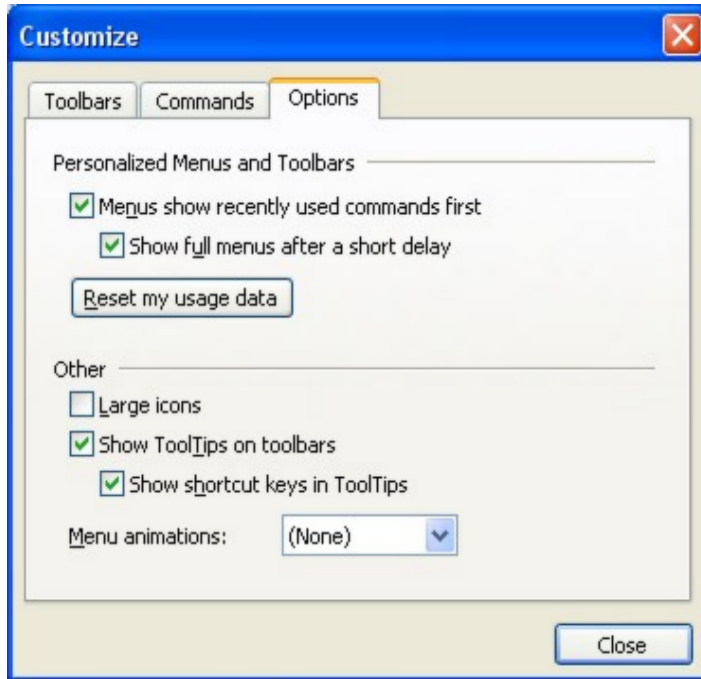 Customize
Toolbars Commands Options
Personalized Menus and Toolbars
Menus show recently used commands first
Show full menus after a short delay
Reset my usage data
Other
Large icons
Show ToolTips on toolbars
Show shortcut keys in ToolTips
Menu animations: (None)
Close